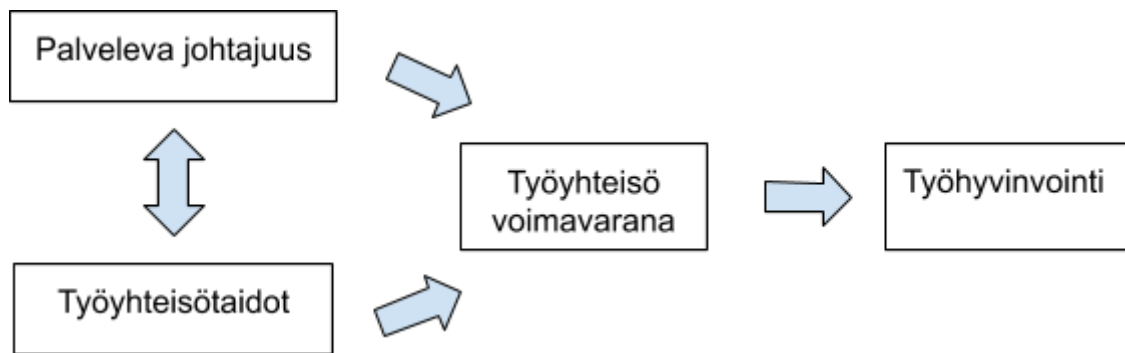 Palveleva johtajuus
Työyhteisö
voimavarana
Työhyvinvointi
Työyhteisötaidot